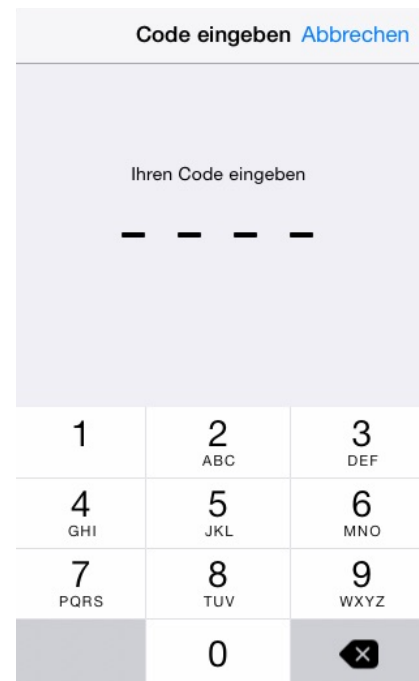 Code eingeben Abbrechen
Ihren Code eingeben
1 2 3
ABC DEF
4 5 6
GHI JKL MNO
7 8 9
PQRS TUV WXYZ
0